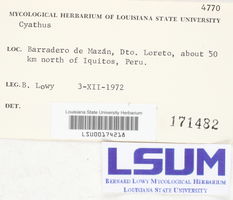 4770
MYCOLOGICAL HERBARIUM OF LOUISIANA STATE UNIVERSITY
Cyathus
LOC. Barradero de Mazán, Dto. Loreto, about 50
km north of Iquitos, Peru.
LEG. B. Lowy 3-XII-1972
DET.
Louisiana State University Herbarium
LSU00174218
171482
LSUM
BERNARD LOWY MYCOLOGICAL HERBARIUM
LOUISIANA STATE UNIVERSITY